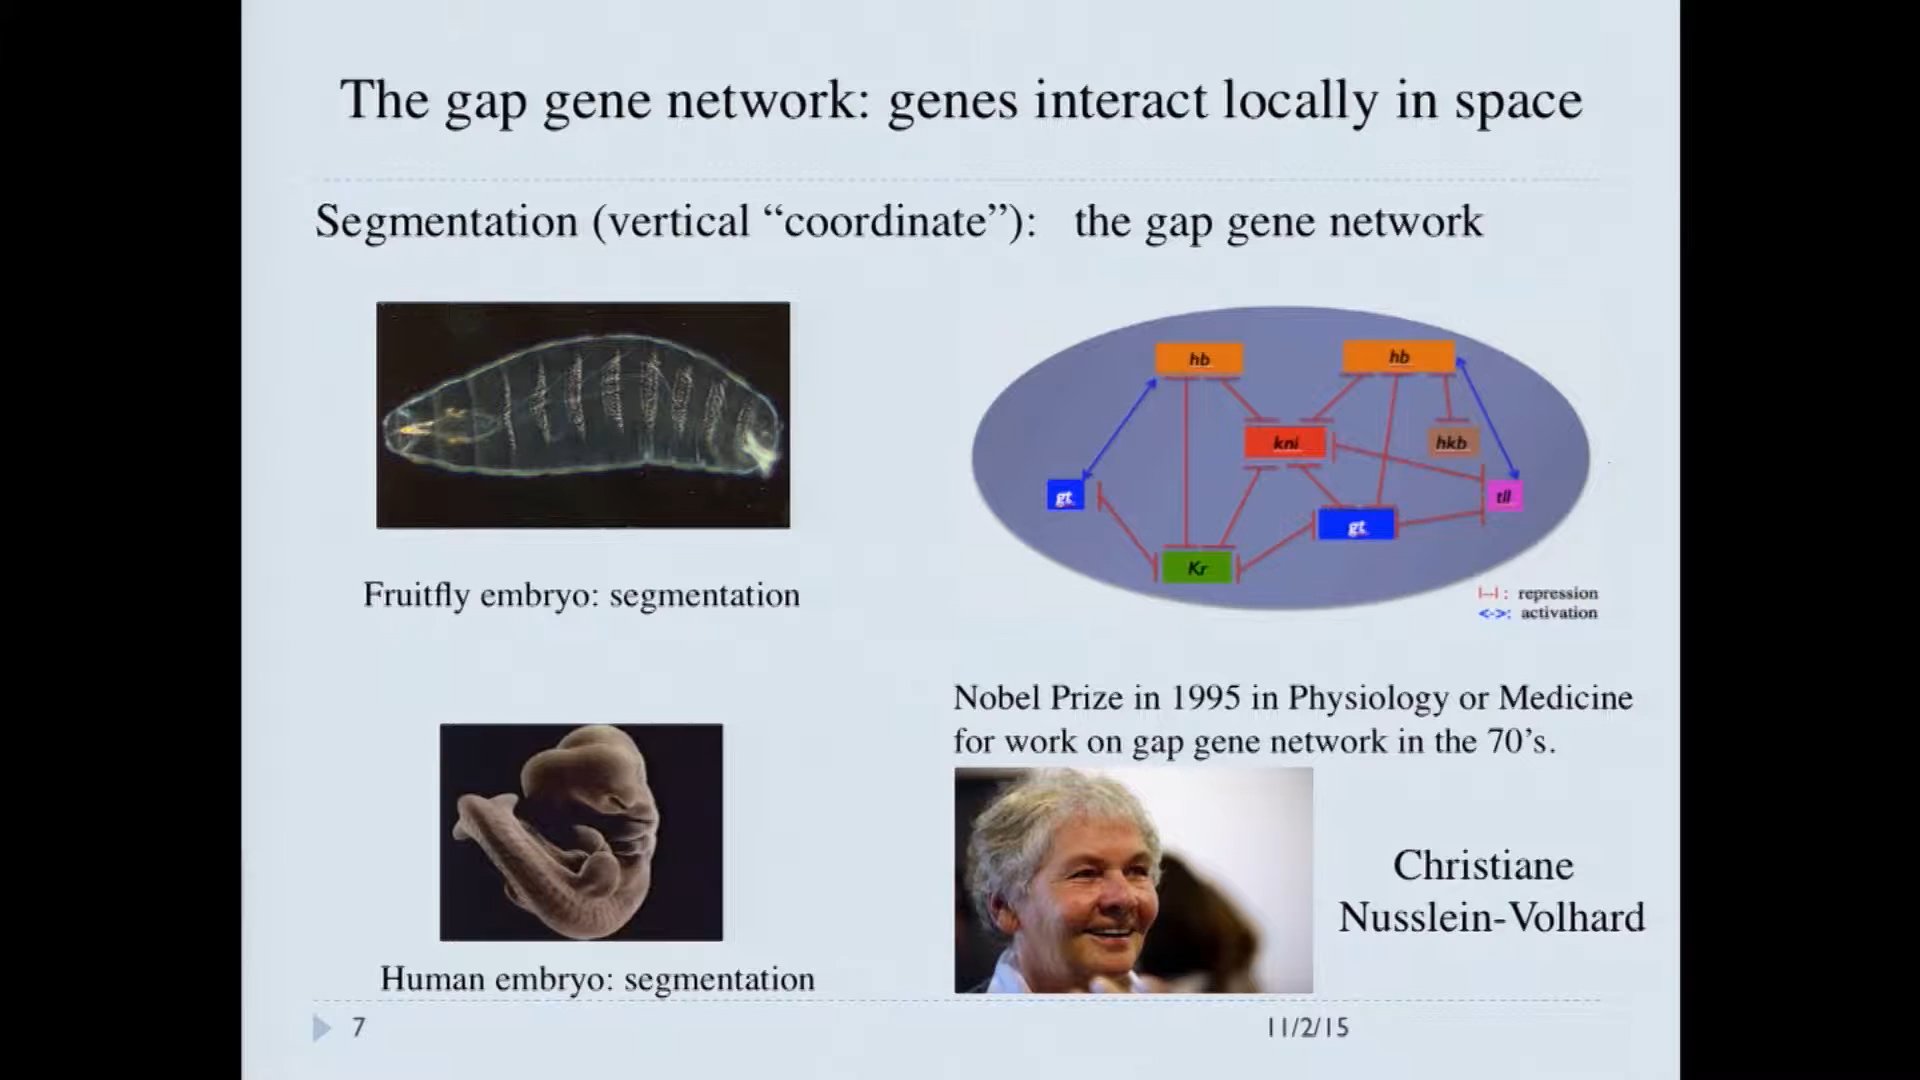 The gap gene network: genes interact locally in space
Segmentation (vertical “coordinate”): the gap gene network
hb
hb
kni
hkb
gt
tll
gt
Kr
|--| : repression
<->: activation
Fruitfly embryo: segmentation
Nobel Prize in 1995 in Physiology or Medicine
for work on gap gene network in the 70’s.
Christiane
Nusslein-Volhard
Human embryo: segmentation
7
11/2/15